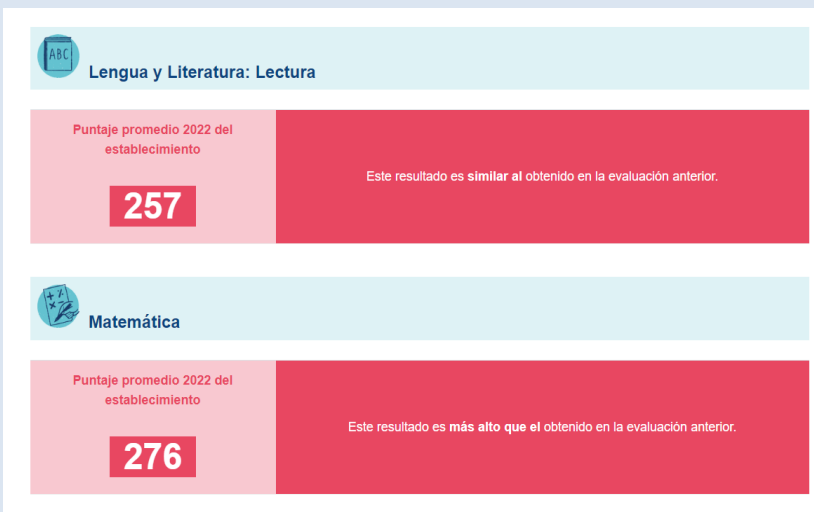 ABC
Lengua y Literatura: Lectura
Puntaje promedio 2022 del
establecimiento
257
Este resultado es similar al obtenido en la evaluación anterior.
Matemática
Puntaje promedio 2022 del
establecimiento
276
Este resultado es más alto que el obtenido en la evaluación anterior.